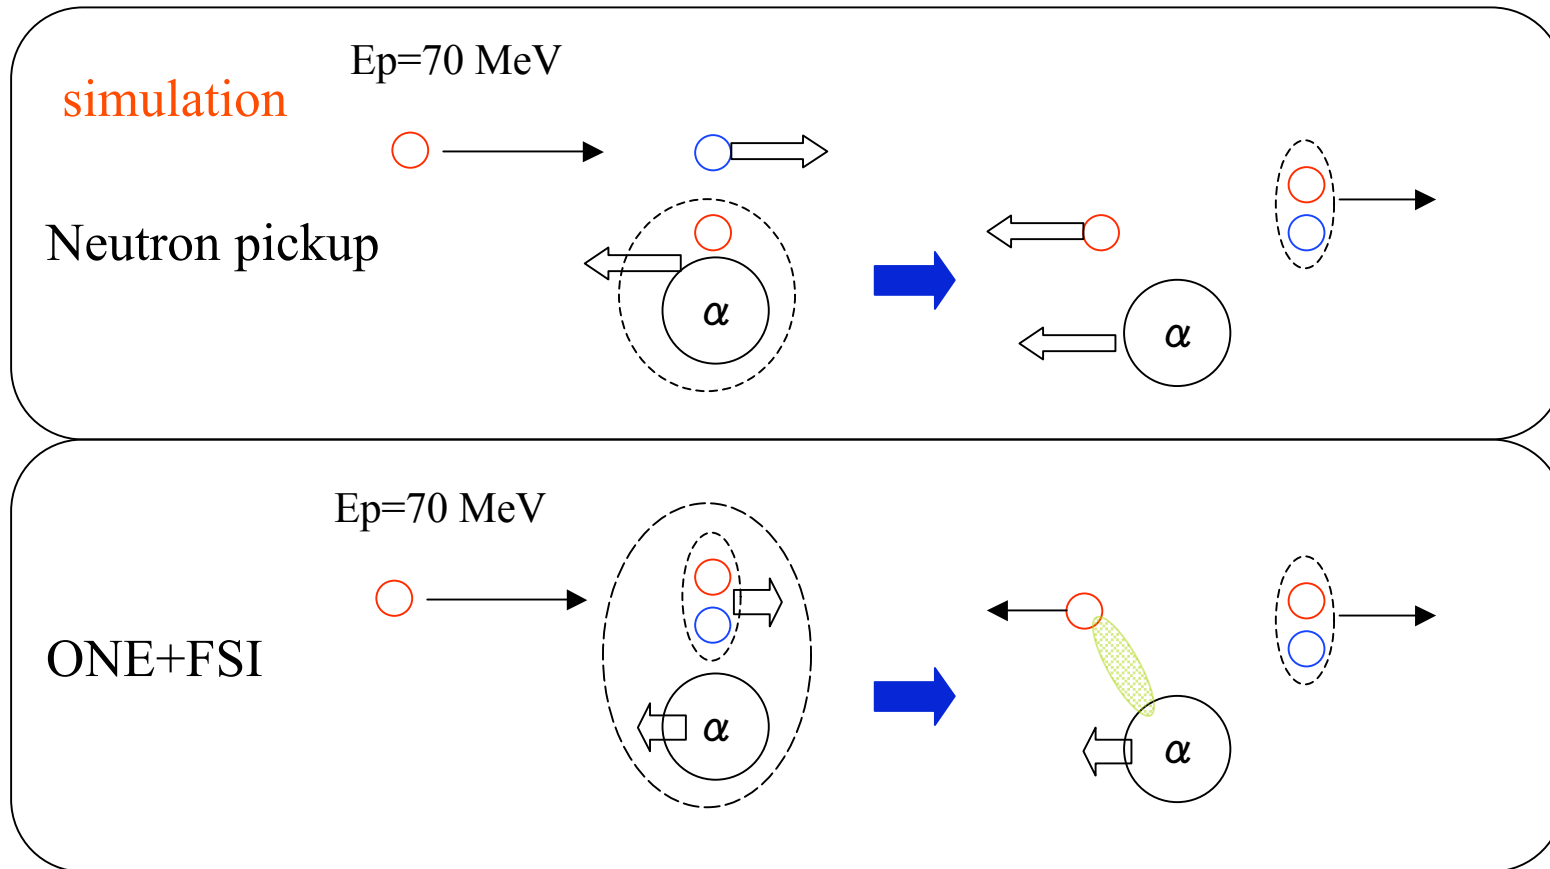 Ep=70 MeV
simulation
Neutron pickup
α
α
Ep=70 MeV
ONE+FSI
α
α